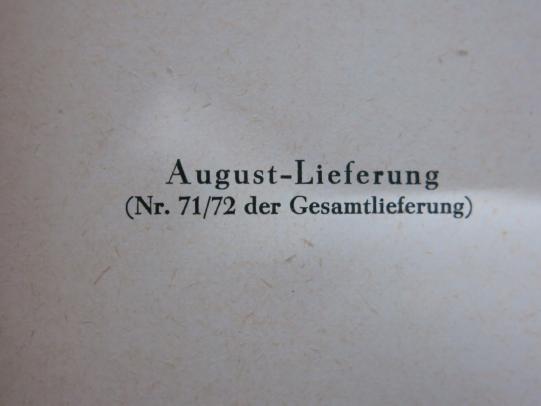 August-Lieferung
(Nr. 71/72 der Gesamtlieferung)